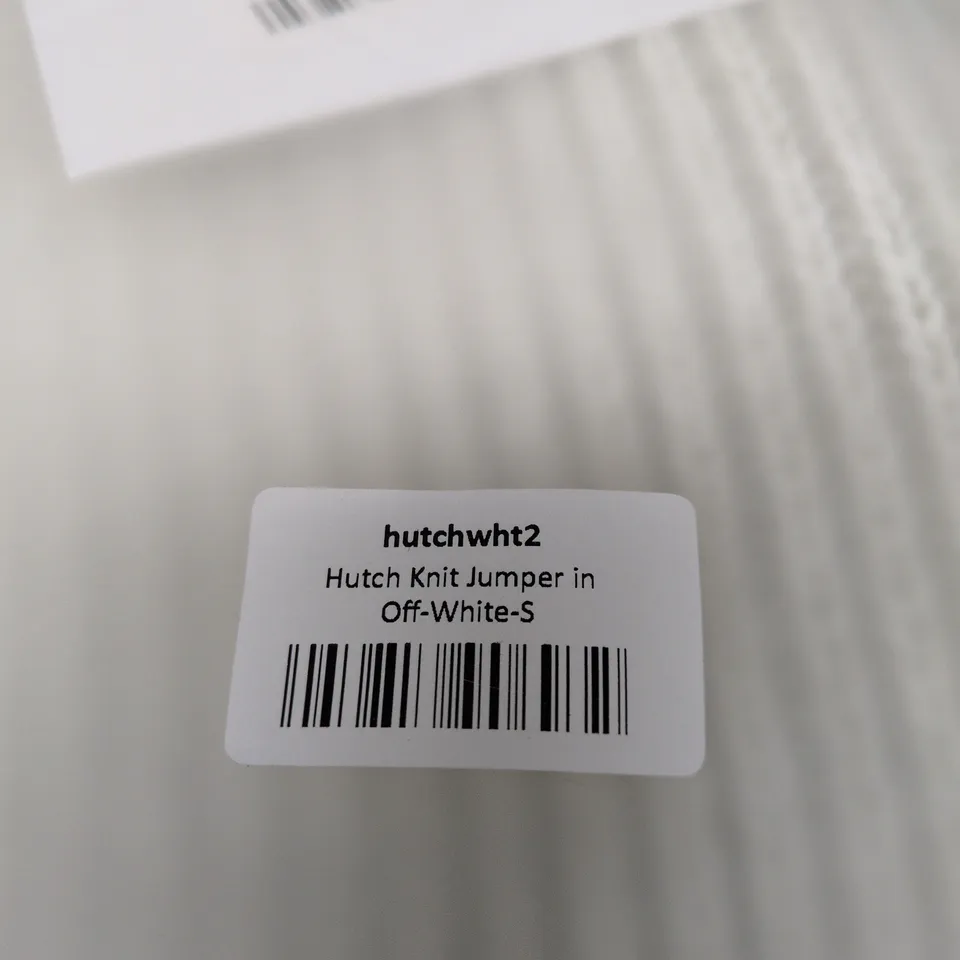 hutchwht2
Hutch Knit Jumper in
Off-White-S